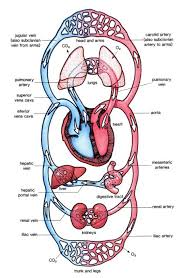 jugular vein
(also subclavian
vein from arms)
carotid artery
(also subclavian
artery to arms)
head and arms
CO₂
O₂
pulmonary
artery
lungs
pulmonary
vein
superior
vena cava
aorta
inferior
vena cava
heart
hepatic
vein
mesenteric
arteries
hepatic
portal vein
liver
digestive tract
renal vein
renal artery
kidneys
iliac vein
iliac artery
CO₂
O₂
trunk and legs